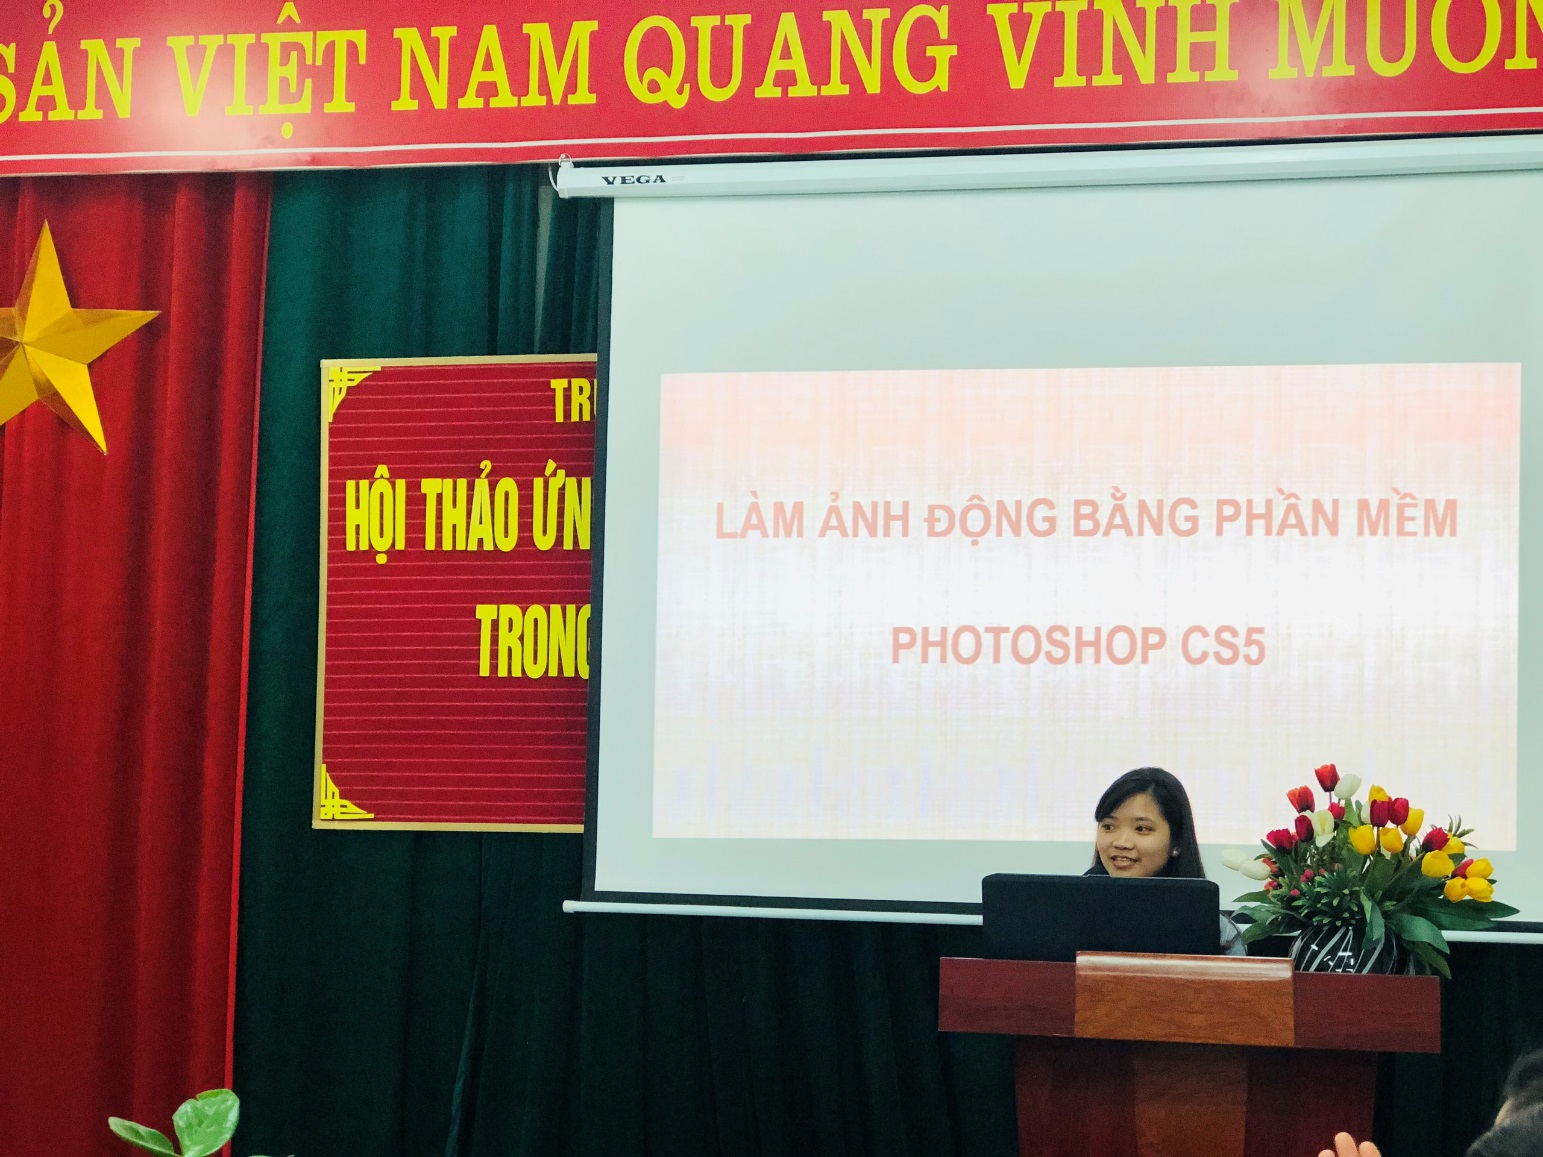 SẢN VIỆT NAM QUANG VINH MUÔN
VEGA
HỘI THẢO ỨN
TRONG
LÀM ẢNH ĐỘNG BẰNG PHẦN MỀM
PHOTOSHOP CS5